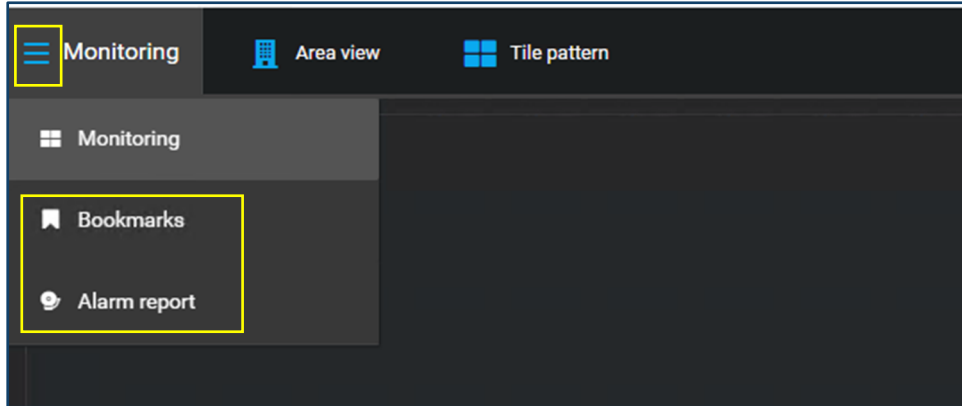 Monitoring Area view Tile pattern
Monitoring
Bookmarks
Alarm report